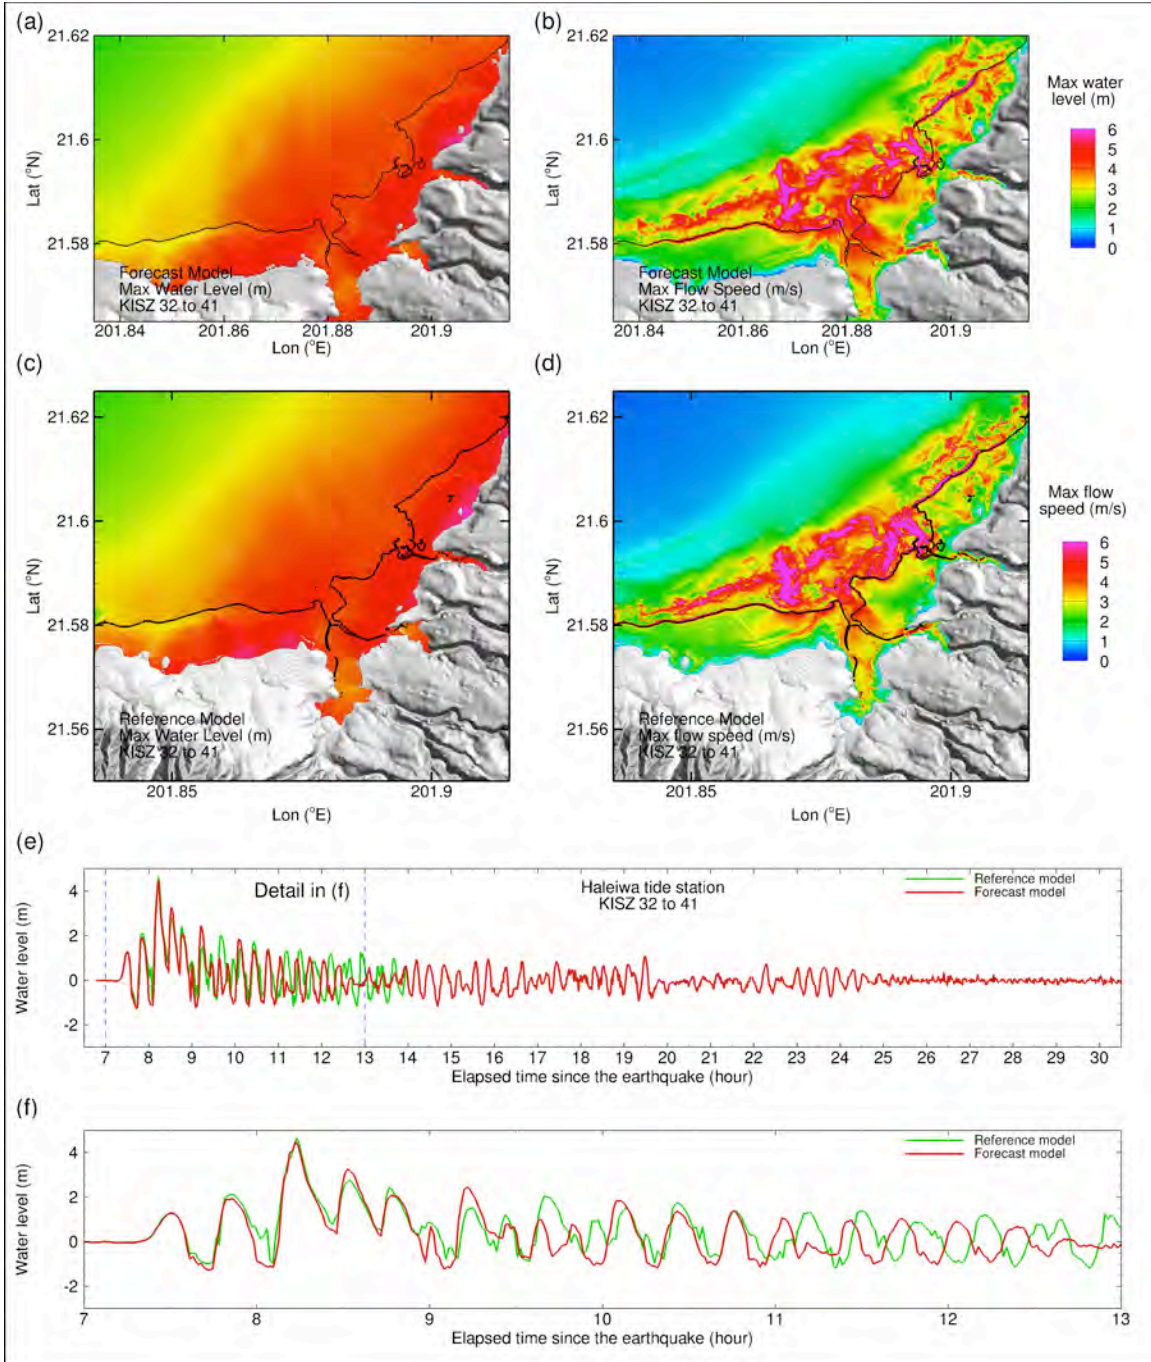 (a)
(b)
21.62
21.6
21.58
Lat (°N)
Forecast Model
Max Water Level (m)
KISZ 32 to 41
201.84
201.86
201.88
201.9
Lon (°E)
21.62
21.6
21.58
Lat (°N)
Forecast Model
Max Flow Speed (m/s)
KISZ 32 to 41
201.84
201.86
201.88
201.9
Lon (°E)
Max water
level (m)
6
5
4
3
2
1
0
(c)
(d)
21.62
21.6
21.58
21.56
Lat (°N)
Reference Model
Max Water Level (m)
KISZ 32 to 41
201.85
201.9
Lon (°E)
21.62
21.6
21.58
21.56
Lat (°N)
Reference Model
Max flow speed (m/s)
KISZ 32 to 41
201.85
201.9
Lon (°E)
Max flow
speed (m/s)
6
5
4
3
2
1
0
(e)
Water level (m)
4
2
0
-2
Detail in (f)
Haleiwa tide station
KISZ 32 to 41
Reference model
Forecast model
7 8 9 10 11 12 13 14 15 16 17 18 19 20 21 22 23 24 25 26 27 28 29 30
Elapsed time since the earthquake (hour)
(f)
Water level (m)
4
2
0
-2
Reference model
Forecast model
7 8 9 10 11 12 13
Elapsed time since the earthquake (hour)